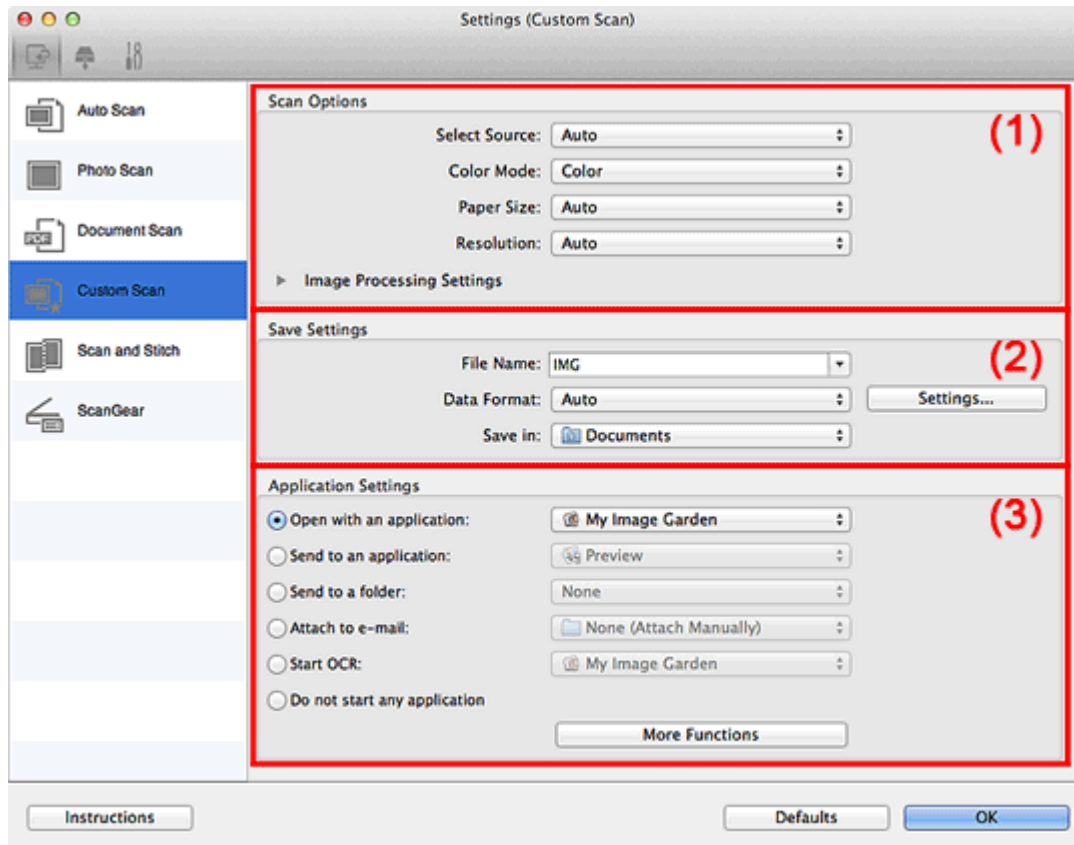 Settings (Custom Scan)
Auto Scan
Photo Scan
PDF
Document Scan
Custom Scan
Scan and Stitch
ScanGear
Scan Options
(1)
Select Source: Auto
Color Mode: Color
Paper Size: Auto
Resolution: Auto
Image Processing Settings
Save Settings
(2)
File Name: IMG
Data Format: Auto Settings...
Save in: Documents
Application Settings
(3)
Open with an application: My Image Garden
Send to an application: Preview
Send to a folder: None
Attach to e-mail: None (Attach Manually)
Start OCR: My Image Garden
Do not start any application
More Functions
Instructions Defaults OK